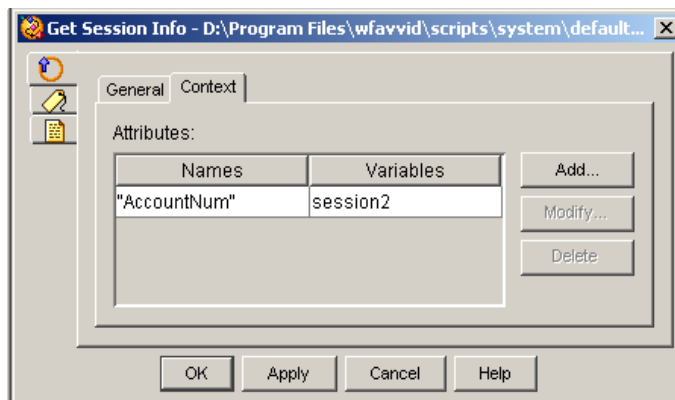 Get Session Info - D:\Program Files\wfavvid\scripts\system\default...
General Context
Attributes:
Names Variables
"AccountNum" session2
Add...
Modify...
Delete
OK Apply Cancel Help